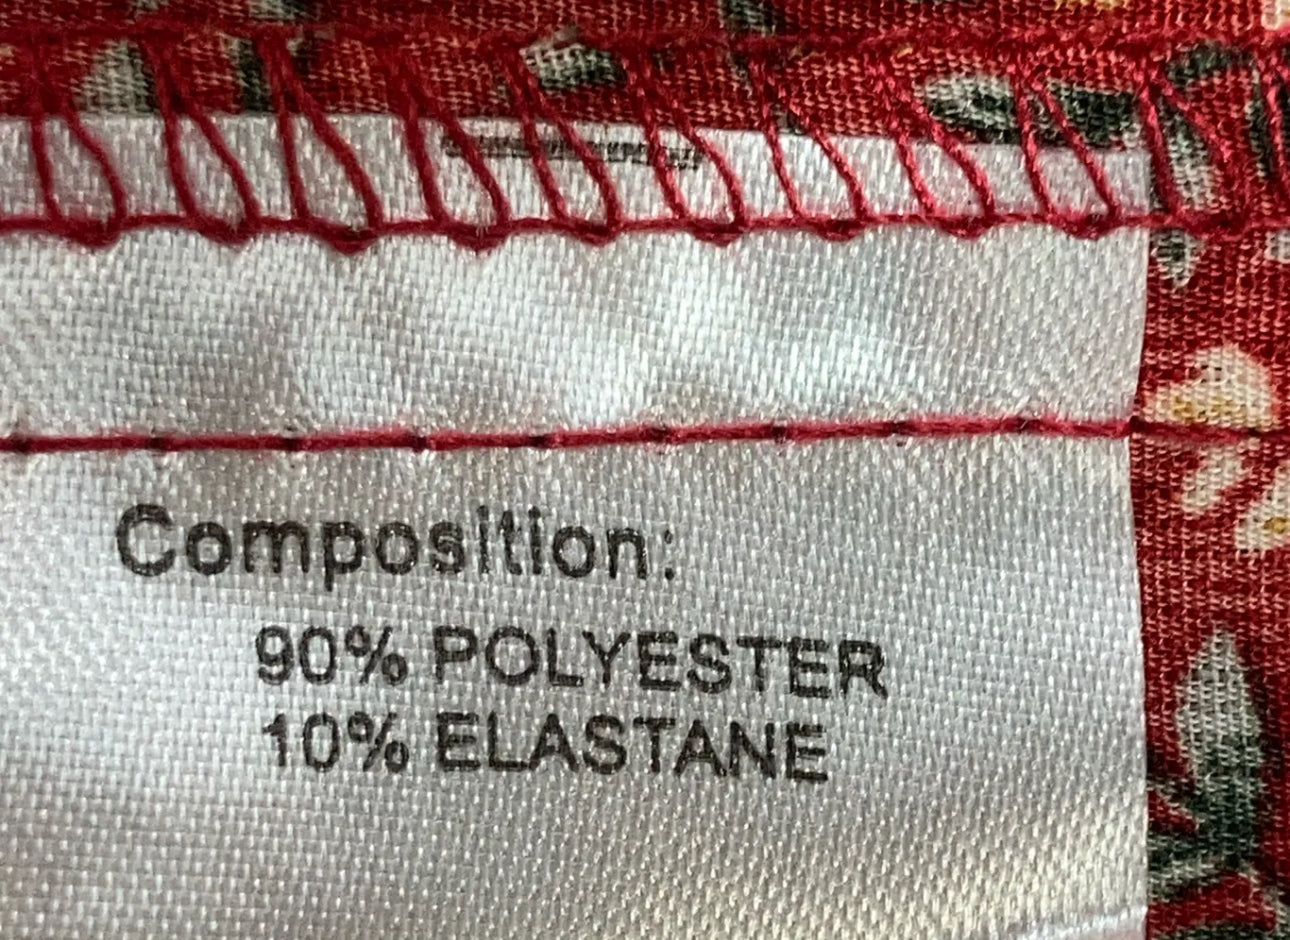 Composition:
90% POLYESTER
10% ELASTANE